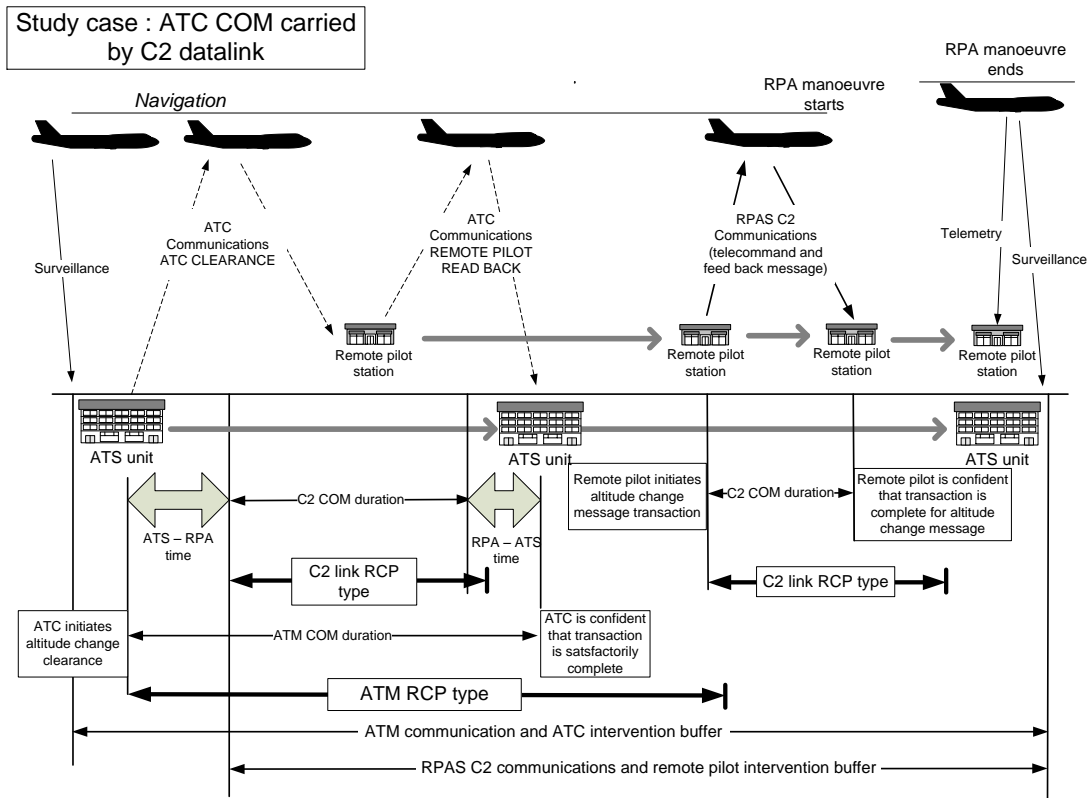 Study case : ATC COM carried
by C2 datalink
RPA manoeuvre
ends
Navigation
RPA manoeuvre
starts
Surveillance
ATC
Communications
ATC CLEARANCE
ATC
Communications
REMOTE PILOT
READ BACK
RPAS C2
Communications
(telecommand and
feed back message)
Telemetry
Surveillance
Remote pilot
station
Remote pilot
station
Remote pilot
station
Remote pilot
station
ATS unit
ATS unit
ATS unit
ATS – RPA
time
C2 COM duration
RPA – ATS
time
Remote pilot initiates
altitude change
message transaction
C2 COM duration
Remote pilot is confident
that transaction is
complete for altitude
change message
C2 link RCP
type
C2 link RCP type
ATC initiates
altitude change
clearance
ATM COM duration
ATC is confident
that transaction
is satsfactorily
complete
ATM RCP type
ATM communication and ATC intervention buffer
RPAS C2 communications and remote pilot intervention buffer